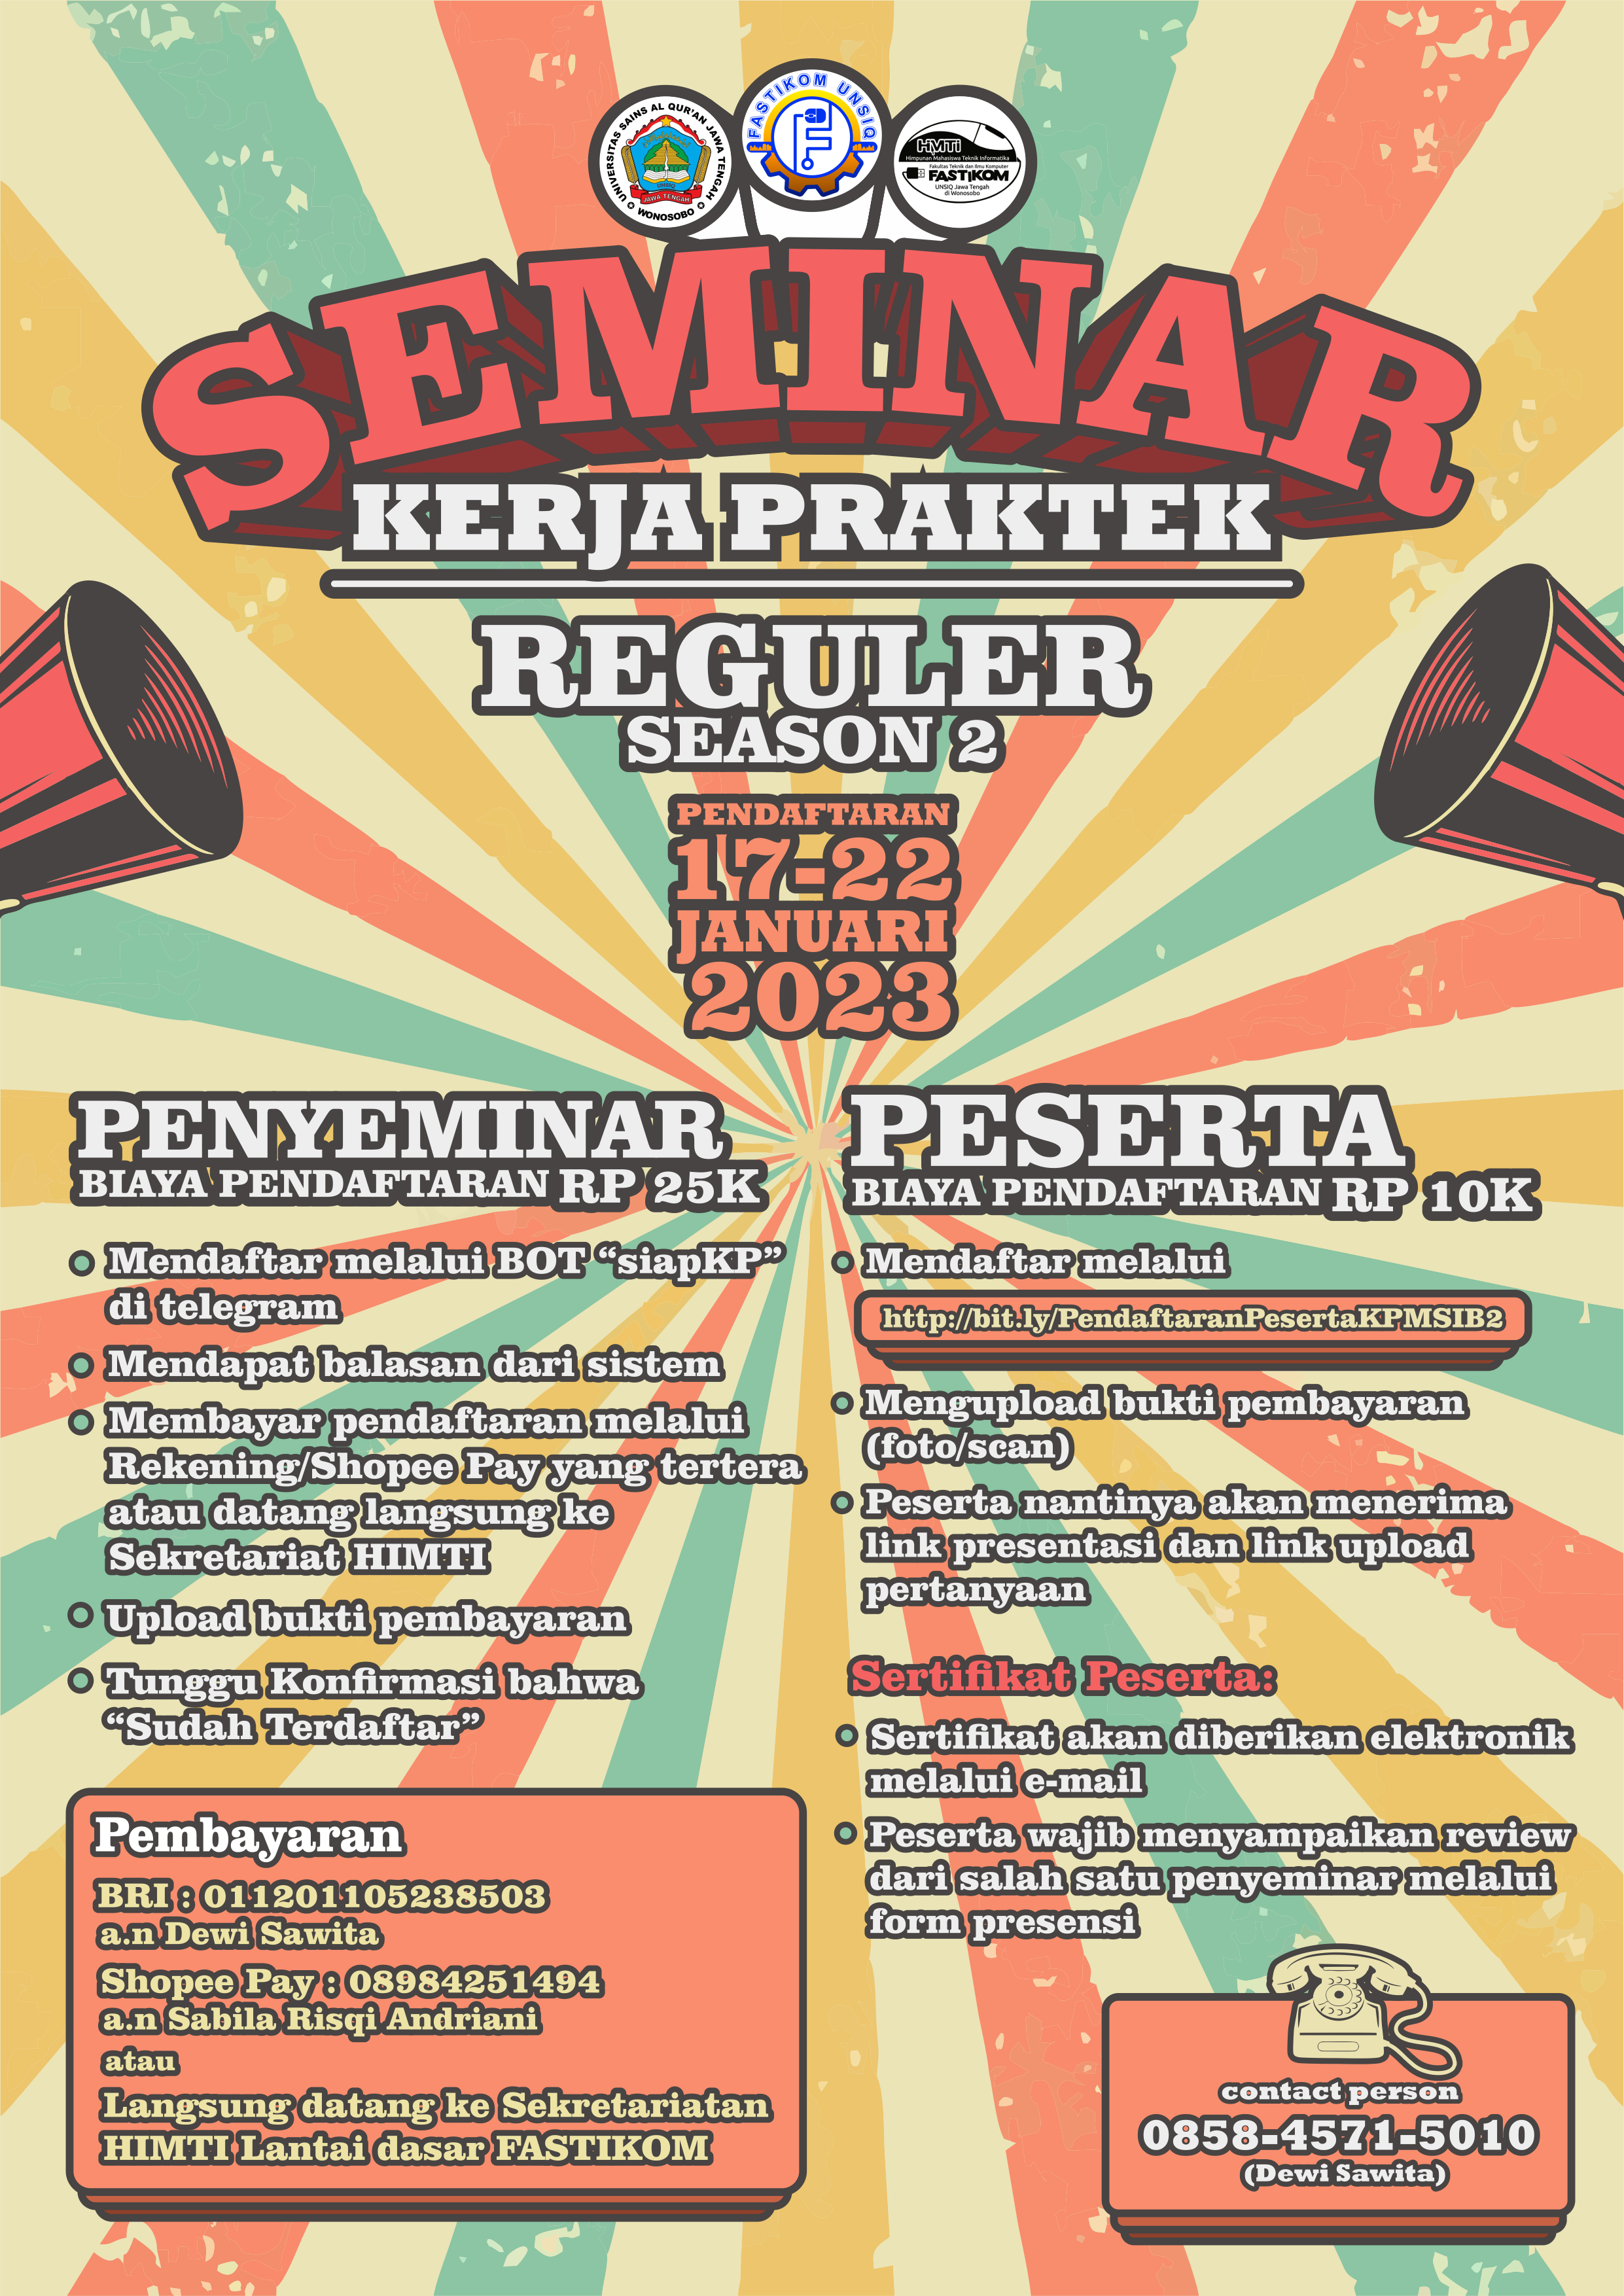 UNIVERSITAS SAINS AL QUR'AN JAWA TENGAH
UNSIQ
JAWA TENGAH
WONOSOBO
FASTIKOM UNSIQ
HMTI
Himpunan Mahasiswa Teknik Informatika
Fakultas Teknik dan Ilmu Komputer
FASTIKOM
UNSIQ Jawa Tengah
di Wonosobo
SEMINAR
KERJA PRAKTEK
REGULER
SEASON 2
PENDAFTARAN
17-22
JANUARI
2023
PENYEMINAR
BIAYA PENDAFTARAN RP 25K
Mendaftar melalui BOT “siapKP”
di telegram
Mendapat balasan dari sistem
Membayar pendaftaran melalui
Rekening/Shopee Pay yang tertera
atau datang langsung ke
Sekretariat HIMTI
Upload bukti pembayaran
Tunggu Konfirmasi bahwa
“Sudah Terdaftar”
Pembayaran
BRI : 011201105238503
a.n Dewi Sawita
Shopee Pay : 08984251494
a.n Sabila Risqi Andriani
atau
Langsung datang ke Sekretariatan
HIMTI Lantai dasar FASTIKOM
PESERTA
BIAYA PENDAFTARAN RP 10K
Mendaftar melalui
http://bit.ly/PendaftaranPesertaKPMSIB2
Mengupload bukti pembayaran
(foto/scan)
Peserta nantinya akan menerima
link presentasi dan link upload
pertanyaan
Sertifikat Peserta:
Sertifikat akan diberikan elektronik
melalui e-mail
Peserta wajib menyampaikan review
dari salah satu penyeminar melalui
form presensi
contact person
0858-4571-5010
(Dewi Sawita)